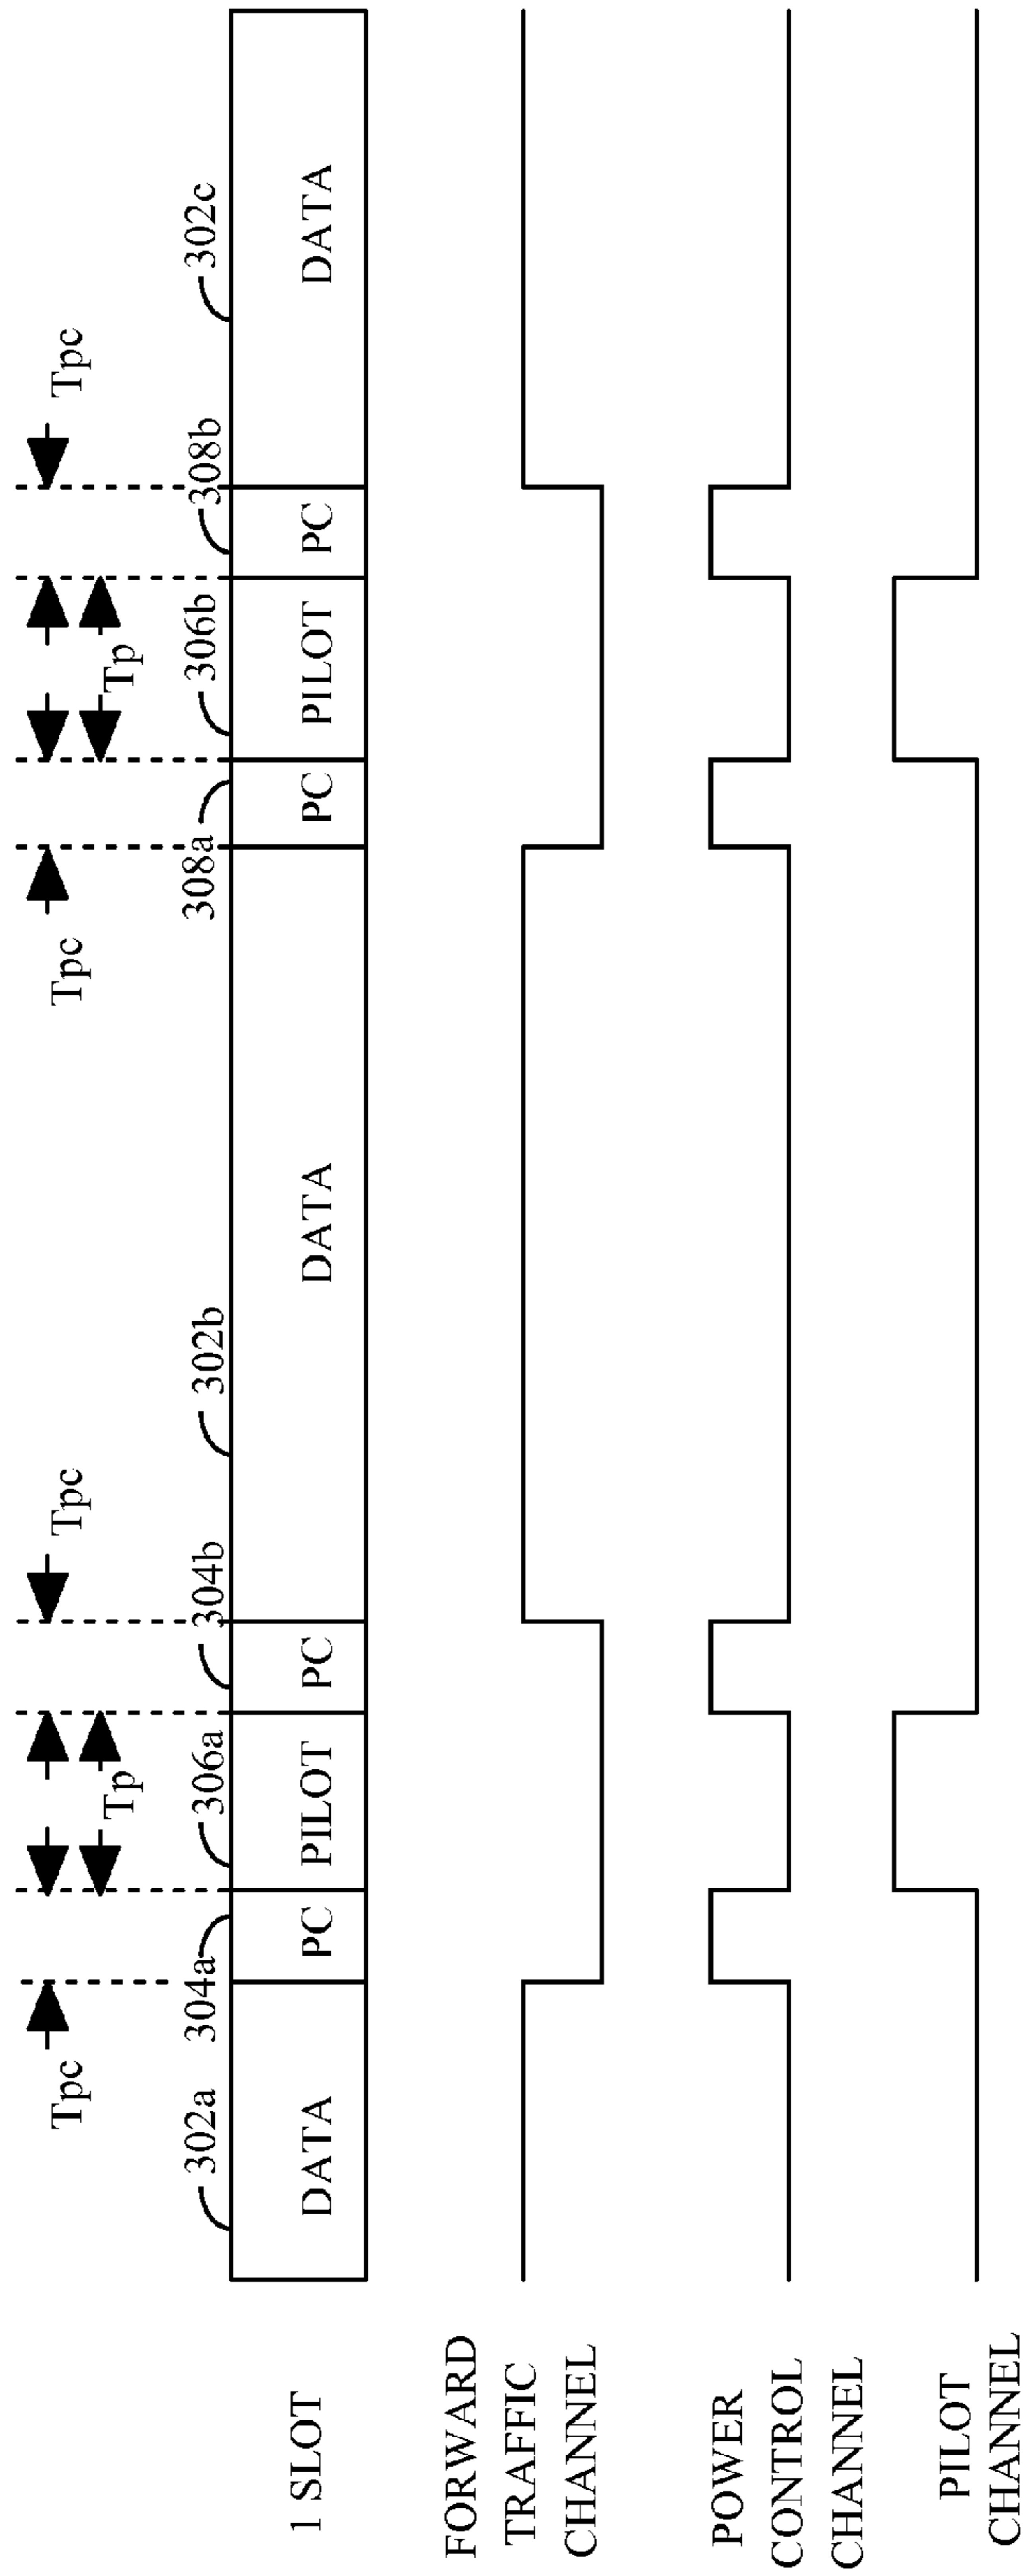 Tpc
Tp
Tpc
Tpc
Tp
Tpc
302a
304a
306a
304b
302b
308a
306b
308b
302c
1 SLOT
DATA
PC
PILOT
PC
DATA
PC
PILOT
PC
DATA
FORWARD
TRAFFIC
CHANNEL
POWER
CONTROL
CHANNEL
PILOT
CHANNEL